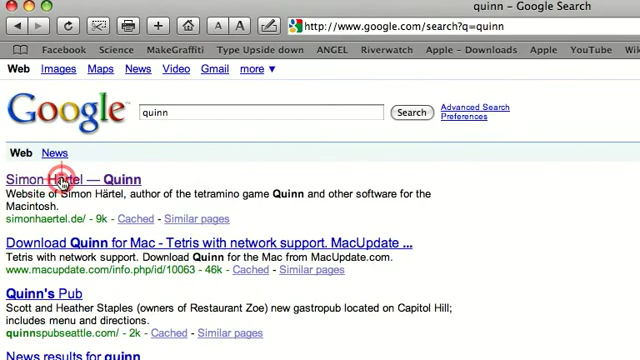 quinn – Google Search
A A
http://www.google.com/search?q=quinn
Facebook Science MakeGraffiti Type Upside down ANGEL Riverwatch Apple - Downloads Apple YouTube Wiki
Web Images Maps News Video Gmail more ▼
Google
quinn
Search
Advanced Search
Preferences
Web News
Simon Härtel — Quinn
Website of Simon Härtel, author of the tetramino game Quinn and other software for the
Macintosh.
simonhaertel.de/ - 9k - Cached - Similar pages
Download Quinn for Mac - Tetris with network support. MacUpdate ...
Tetris with network support. Download Quinn for the Mac from MacUpdate.com.
www.macupdate.com/info.php/id/10063 - 46k - Cached - Similar pages
Quinn's Pub
Scott and Heather Staples (owners of Restaurant Zoe) new gastropub located on Capitol Hill;
includes menu and directions.
quinnspubseattle.com/ - 2k - Cached - Similar pages
News results for quinn